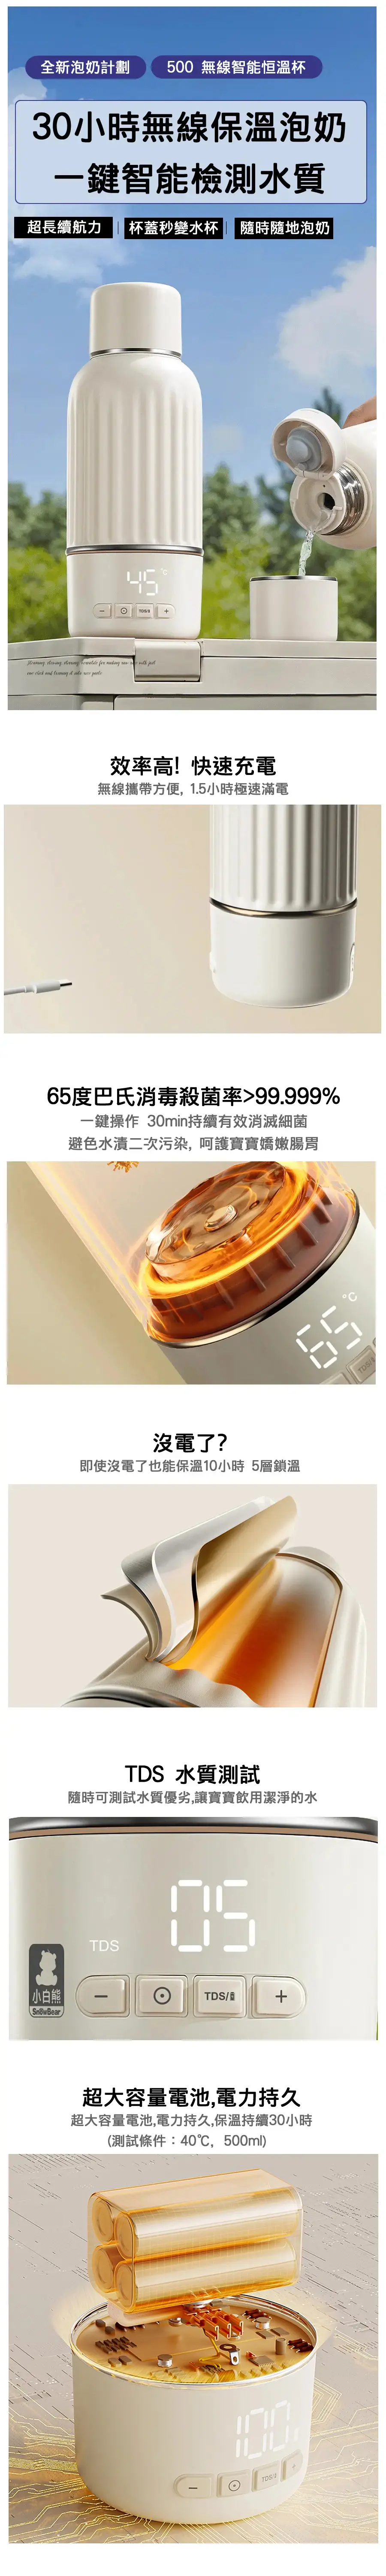 全新泡奶計劃
500 無線智能恒溫杯
30小時無線保溫泡奶
一鍵智能檢測水質
超長續航力 | 杯蓋秒變水杯 | 隨時隨地泡奶
45°C
TDS/
效率高! 快速充電
無線攜帶方便, 1.5小時極速滿電
65度巴氏消毒殺菌率>99.999%
一鍵操作 30min持續有效消滅細菌
避色水漬二次污染, 呵護寶寶嬌嫩腸胃
65°C
TDS/
沒電了?
即使沒電了也能保溫10小時 5層鎖溫
TDS 水質測試
隨時可測試水質優劣,讓寶寶飲用潔淨的水
05
TDS
小白熊
SnowBear
TDS/
超大容量電池,電力持久
超大容量電池,電力持久,保溫持續30小時
(測試條件：40℃, 500ml)
100
TDS/